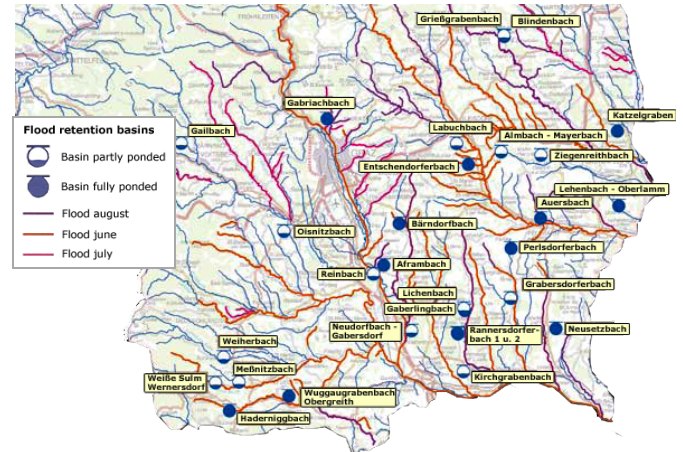 Grießgrabenbach
Blindenbach
Gabriachbach
Katzelgraben
Flood retention basins
Gailbach
Labuchbach
Almbach - Mayerbach
Basin partly ponded
Entschendorferbach
Ziegenreithbach
Basin fully ponded
Lehenbach - Oberlamm
Auersbach
Flood august
Flood june
Flood july
Oisnitzbach
Bärndorfbach
Perlsdorferbach
Reinbach
Aframbach
Grabersdorferbach
Lichenbach
Gaberlingbach
Neudorfbach -
Gabersdorf
Rannersdorfer-
bach 1 u. 2
Neusetzbach
Weiherbach
Meßnitzbach
Weiße Sulm
Wernersdorf
Kirchgrabenbach
Wuggaugrabenbach
Obergreith
Haderniggbach